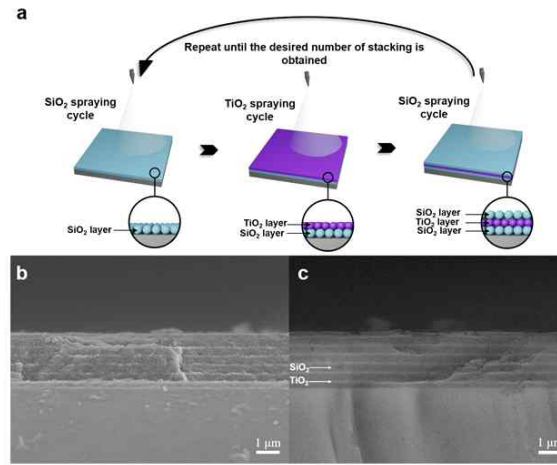 a
Repeat until the desired number of stacking is
obtained
SiO₂ spraying
cycle
TiO₂ spraying
cycle
SiO₂ spraying
cycle
SiO₂ layer
TiO₂ layer
SiO₂ layer
SiO₂ layer
TiO₂ layer
SiO₂ layer
b
1 μm
c
SiO₂
TiO₂
1 μm